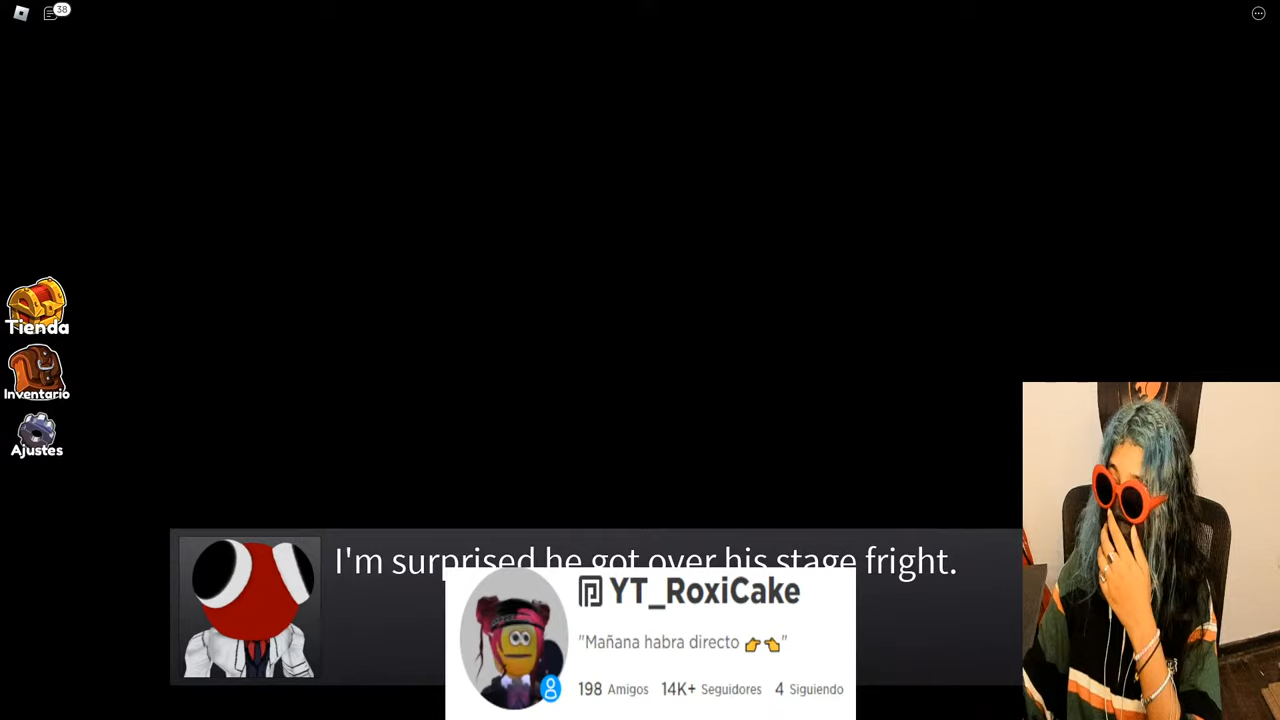 38
Tienda
Inventario
Ajustes
I'm surprised he got over his stage fright.
YT_RoxiCake
"Mañana habra directo 👉👈"
198 Amigos 14K+ Seguidores 4 Siguiendo